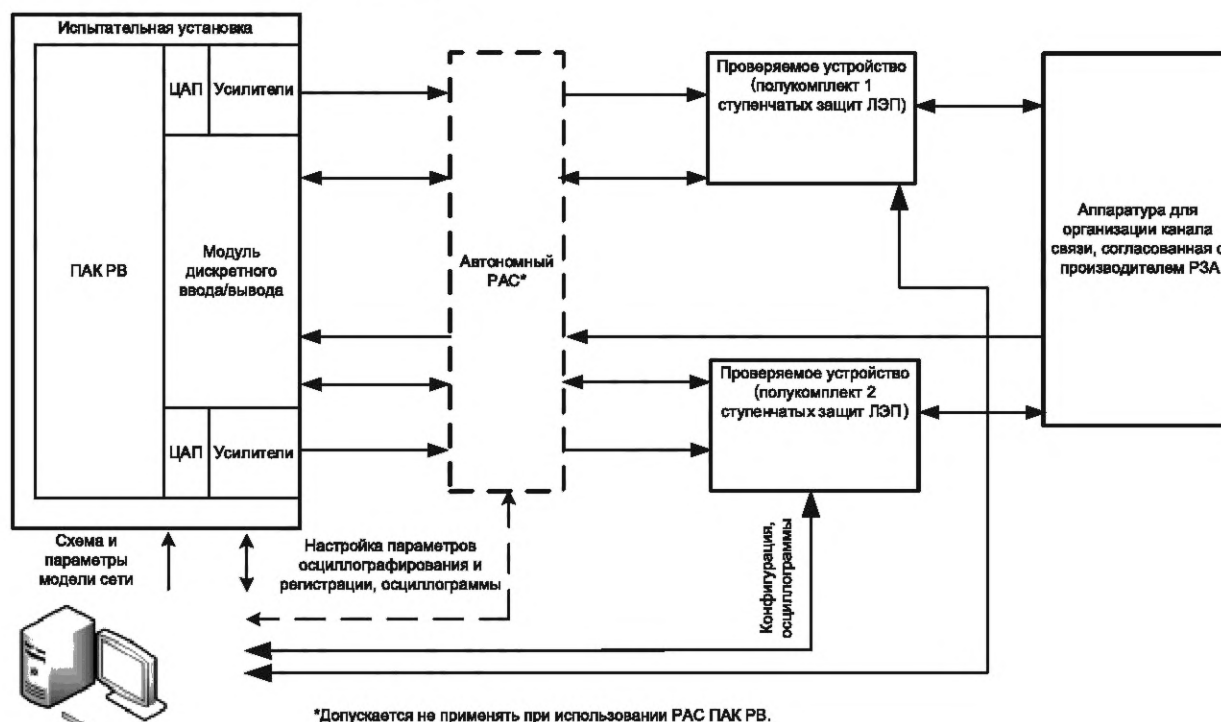 Испытательная установка
ЦАП
Усилители
ПАК РВ
Модуль
дискретного
ввода/вывода
ЦАП
Усилители
Автономный
РАС*
Проверяемое устройство
(полукомплект 1
ступенчатых защит ЛЭП)
Проверяемое устройство
(полукомплект 2
ступенчатых защит ЛЭП)
Аппаратура для
организации канала
связи, согласованная с
производителем РЗА
Схема и
параметры
модели сети
Настройка параметров
осциллографирования и
регистрации, осциллограммы
Конфигурация,
осциллограммы
*Допускается не применять при использовании РАС ПАК РВ.